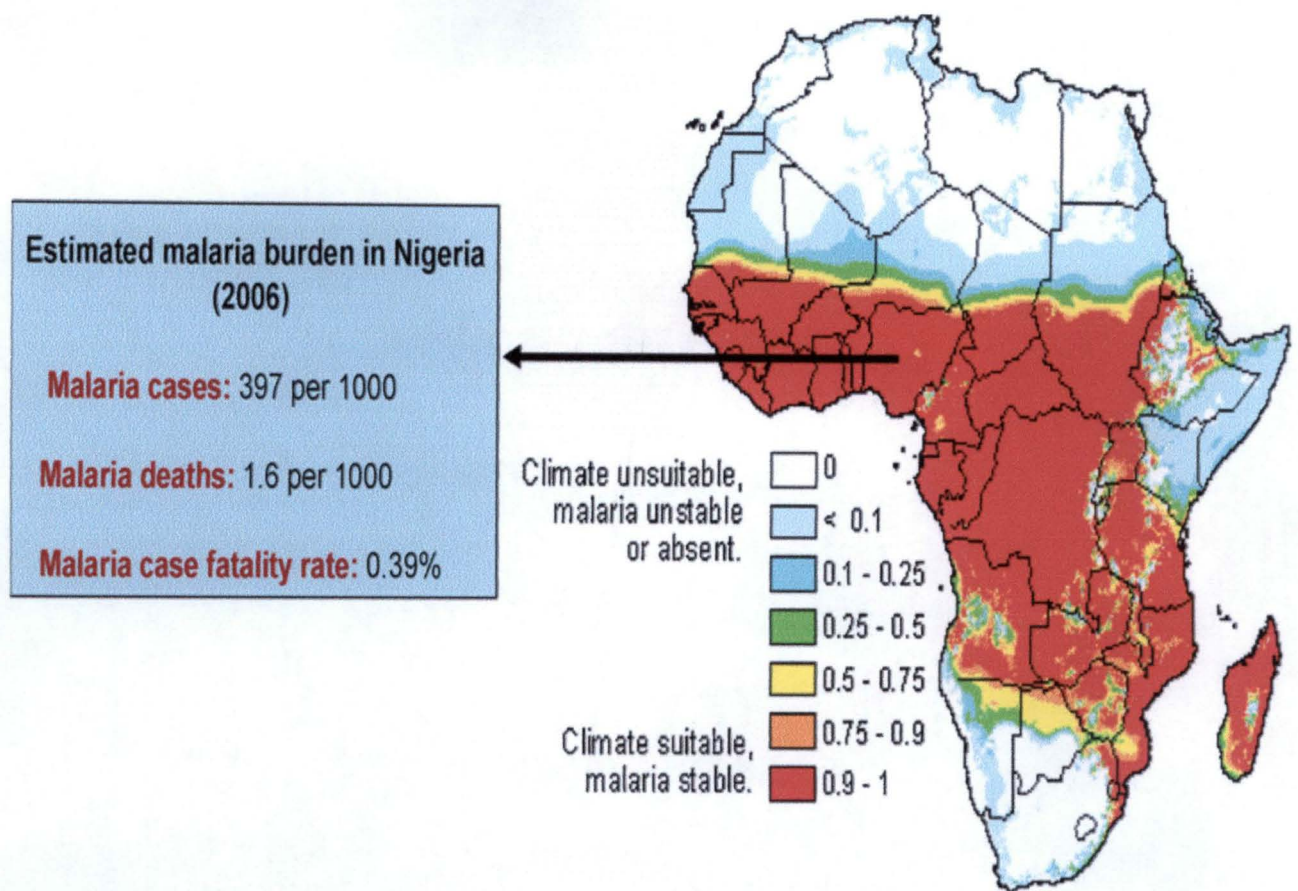 Estimated malaria burden in Nigeria
(2006)
Malaria cases: 397 per 1000
Malaria deaths: 1.6 per 1000
Malaria case fatality rate: 0.39%
Climate unsuitable,
malaria unstable
or absent.
0
< 0.1
0.1 - 0.25
0.25 - 0.5
0.5 - 0.75
0.75 - 0.9
0.9 - 1
Climate suitable,
malaria stable.